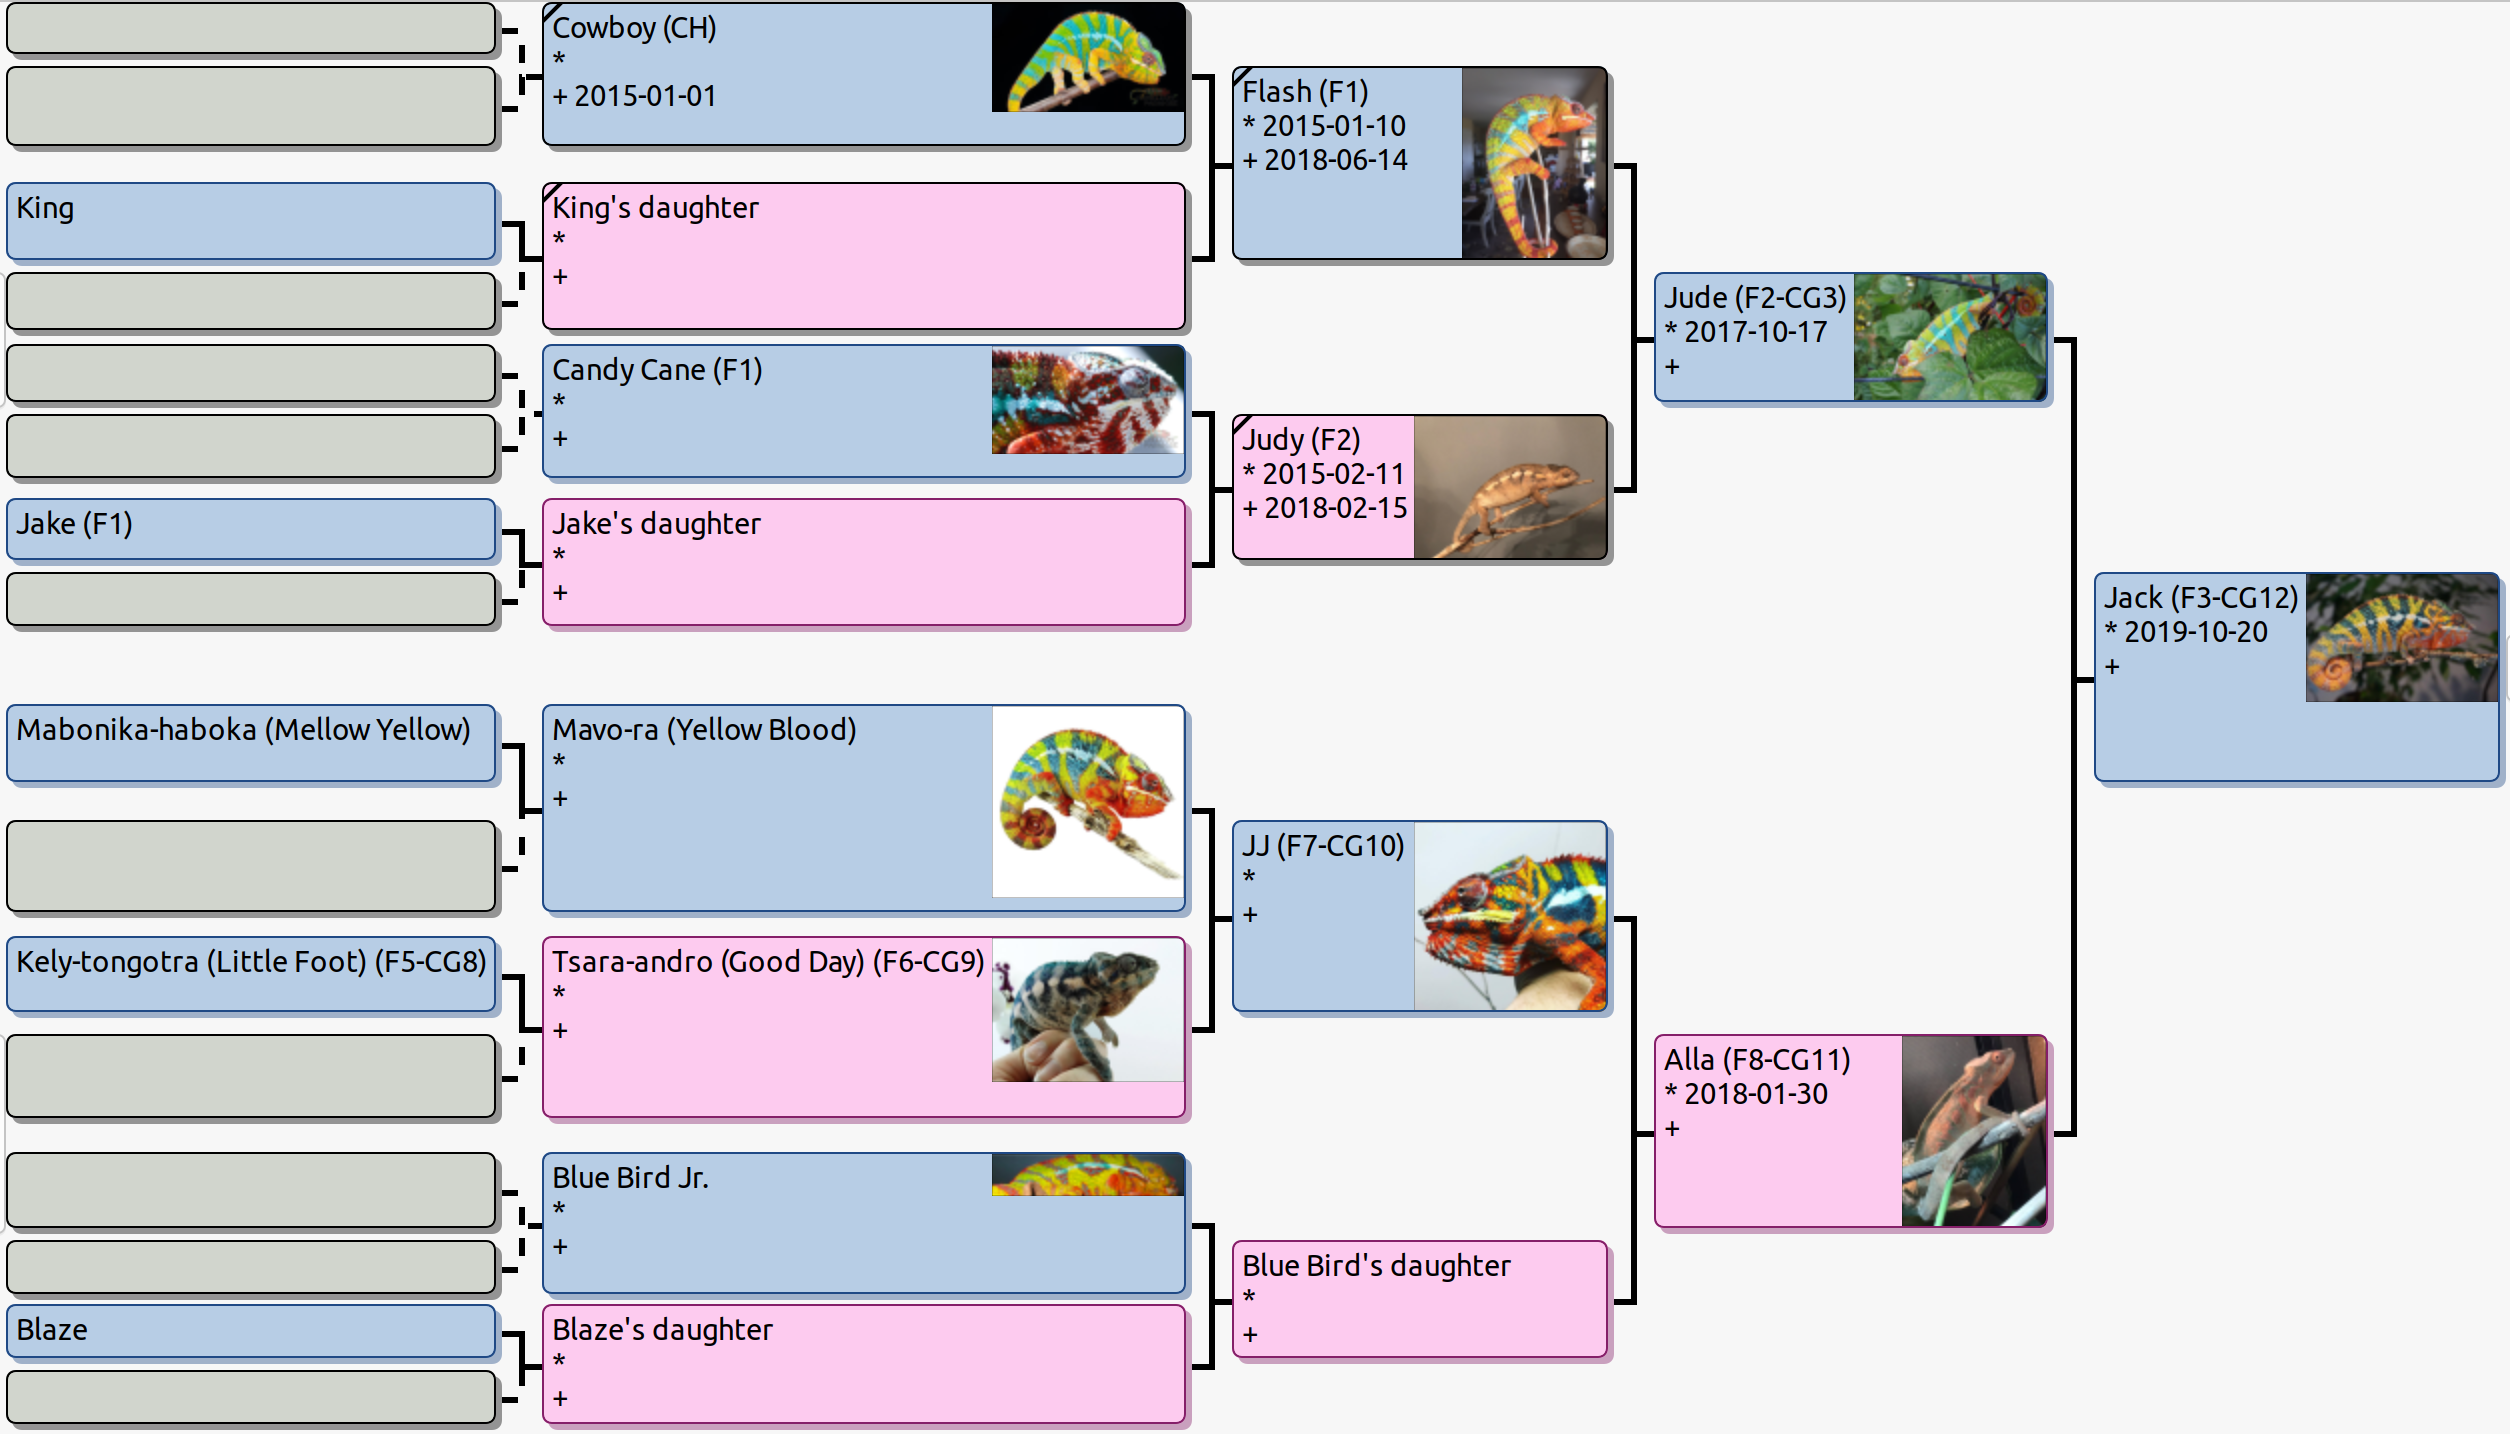 Cowboy (CH)
*
+ 2015-01-01
King
King's daughter
*
+
Candy Cane (F1)
*
+
Jake (F1)
Jake's daughter
*
+
Mabonika-haboka (Mellow Yellow)
Mavo-ra (Yellow Blood)
*
+
Kely-tongotra (Little Foot) (F5-CG8)
Tsara-andro (Good Day) (F6-CG9)
*
+
Blue Bird Jr.
*
+
Blaze
Blaze's daughter
*
+
Flash (F1)
* 2015-01-10
+ 2018-06-14
Judy (F2)
* 2015-02-11
+ 2018-02-15
JJ (F7-CG10)
*
+
Blue Bird's daughter
*
+
Jude (F2-CG3)
* 2017-10-17
+
Alla (F8-CG11)
* 2018-01-30
+
Jack (F3-CG12)
* 2019-10-20
+